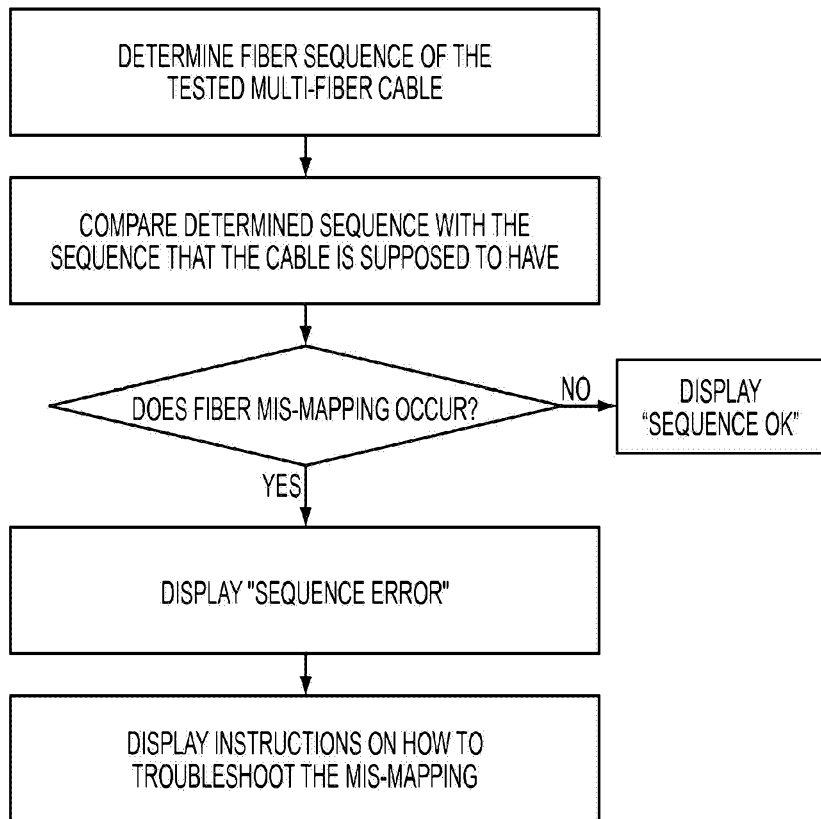 DETERMINE FIBER SEQUENCE OF THE
TESTED MULTI-FIBER CABLE
COMPARE DETERMINED SEQUENCE WITH THE
SEQUENCE THAT THE CABLE IS SUPPOSED TO HAVE
DOES FIBER MIS-MAPPING OCCUR?
NO
DISPLAY
“SEQUENCE OK”
YES
DISPLAY "SEQUENCE ERROR"
DISPLAY INSTRUCTIONS ON HOW TO
TROUBLESHOOT THE MIS-MAPPING